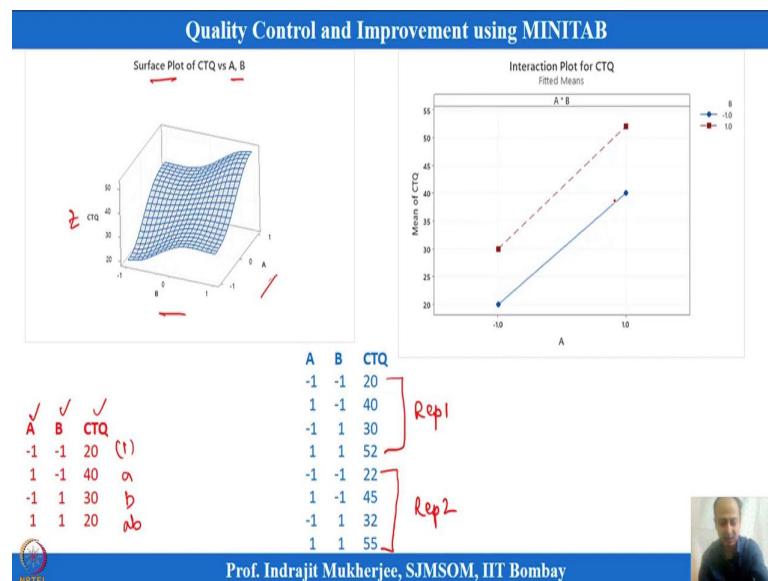 Quality Control and Improvement using MINITAB
Surface Plot of CTQ vs A, B
50
40
30
20
z CTQ
-1
0
1
B
-1
0
1
A
Interaction Plot for CTQ
Fitted Means
A * B
55
50
45
40
35
30
25
20
Mean of CTQ
-1.0
1.0
A
B
-1.0
1.0
A B CTQ
-1 -1 20
1 -1 40
-1 1 30
1 1 52
Rep1
-1 -1 22
1 -1 45
-1 1 32
1 1 55
Rep2
A B CTQ
-1 -1 20 (1)
1 -1 40 a
-1 1 30 b
1 1 20 ab
NPTEL
Prof. Indrajit Mukherjee, SJMSOM, IIT Bombay